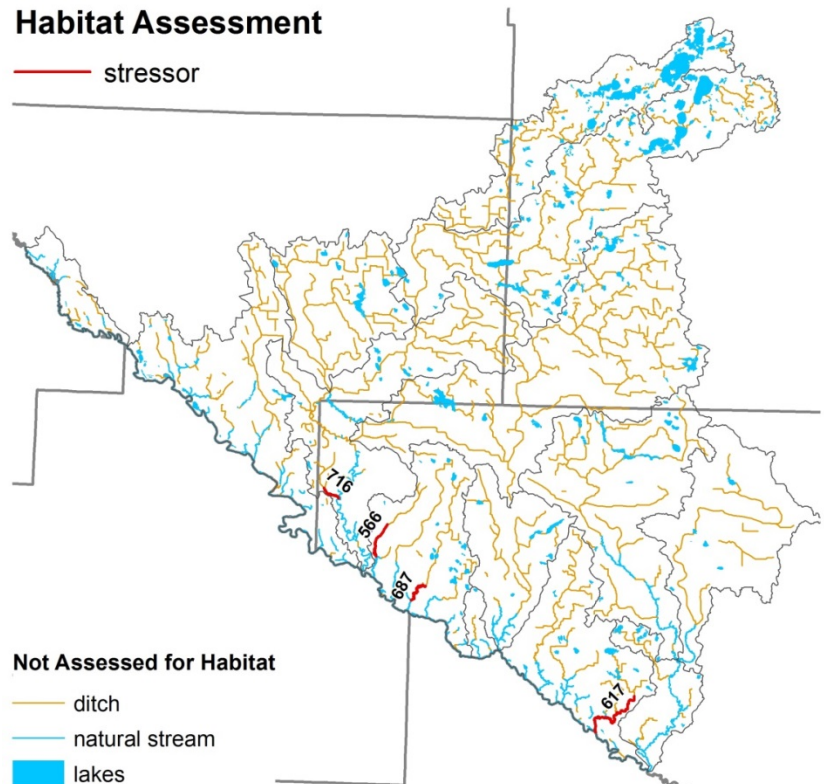 Habitat Assessment
stressor
716
566
687
617
Not Assessed for Habitat
ditch
natural stream
lakes